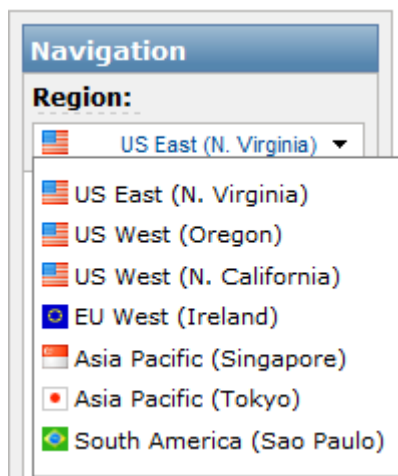 Navigation
Region:
US East (N. Virginia)
US East (N. Virginia)
US West (Oregon)
US West (N. California)
EU West (Ireland)
Asia Pacific (Singapore)
Asia Pacific (Tokyo)
South America (Sao Paulo)